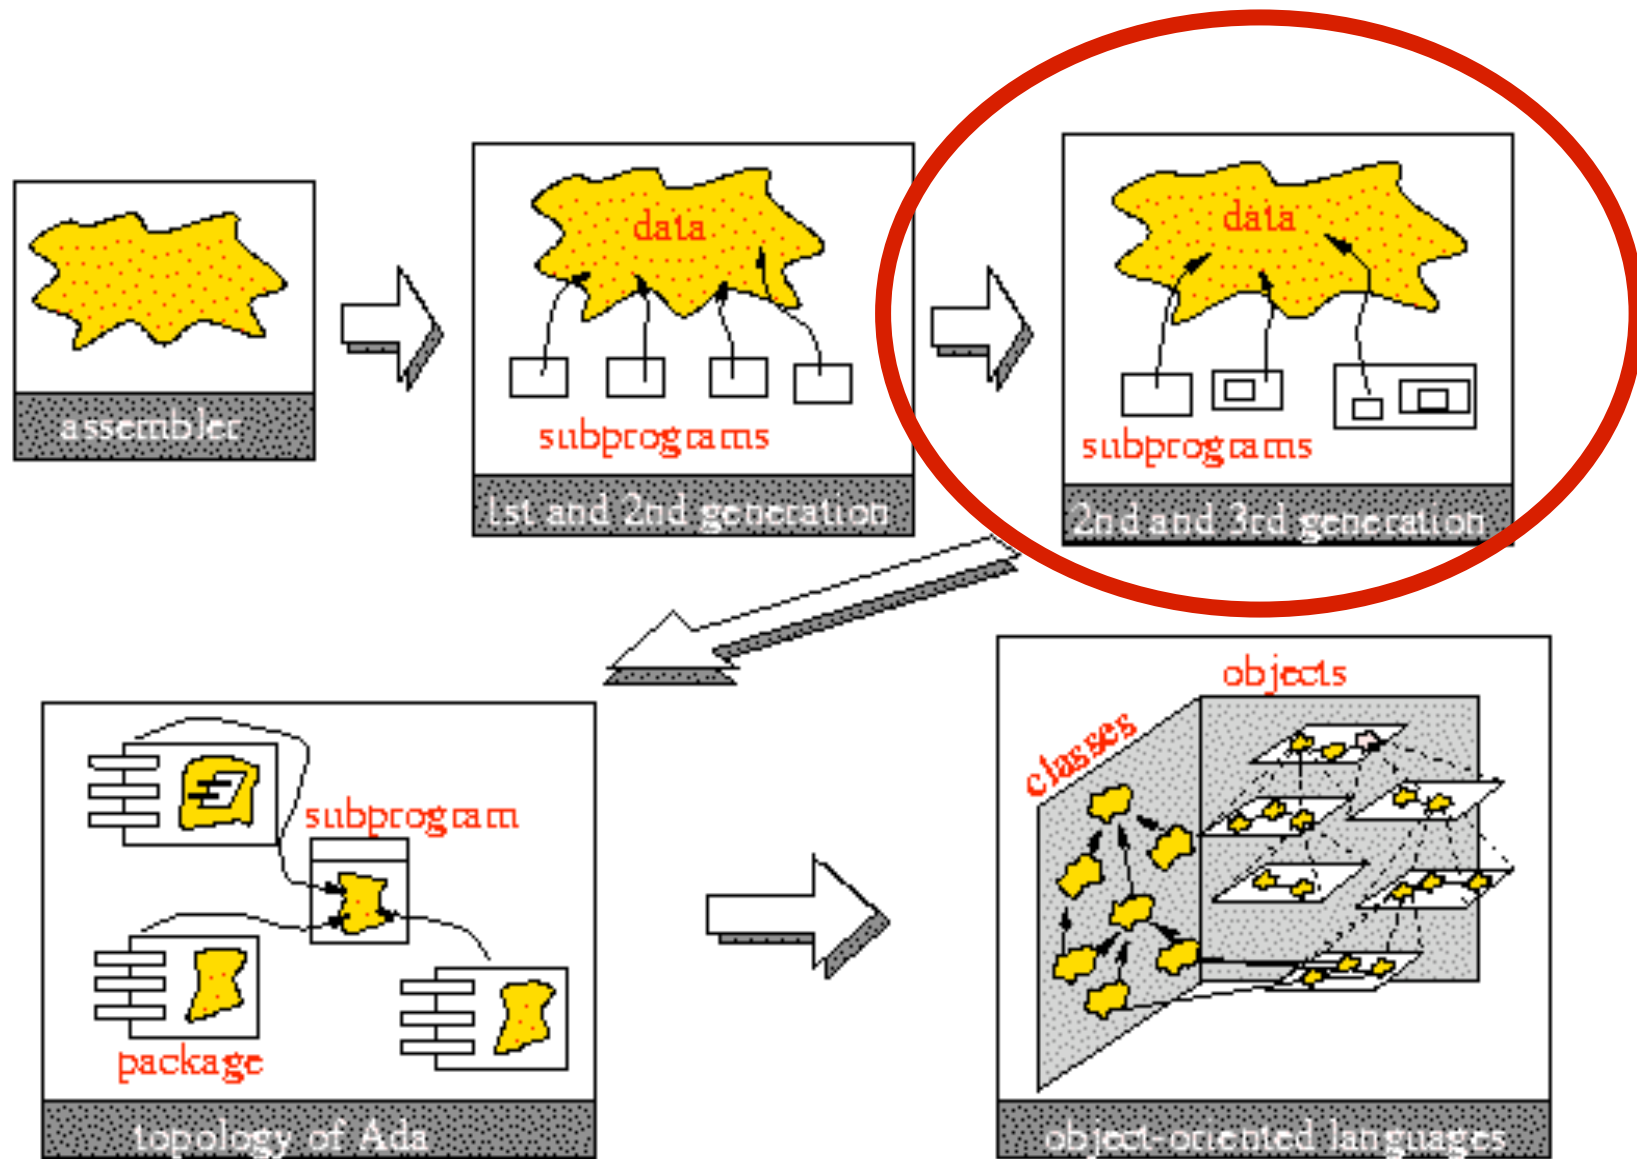 data
data
subprograms
subprograms
assembler
1st and 2nd generation
2nd and 3rd generation
objects
classes
subprogram
package
topology of Ada
object-oriented languages